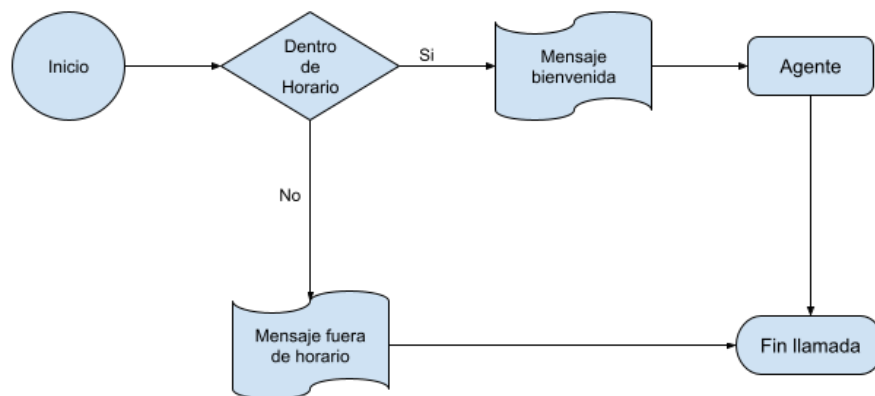 Inicio
Dentro
de
Horario
Si
Mensaje
bienvenida
Agente
No
Mensaje fuera
de horario
Fin llamada